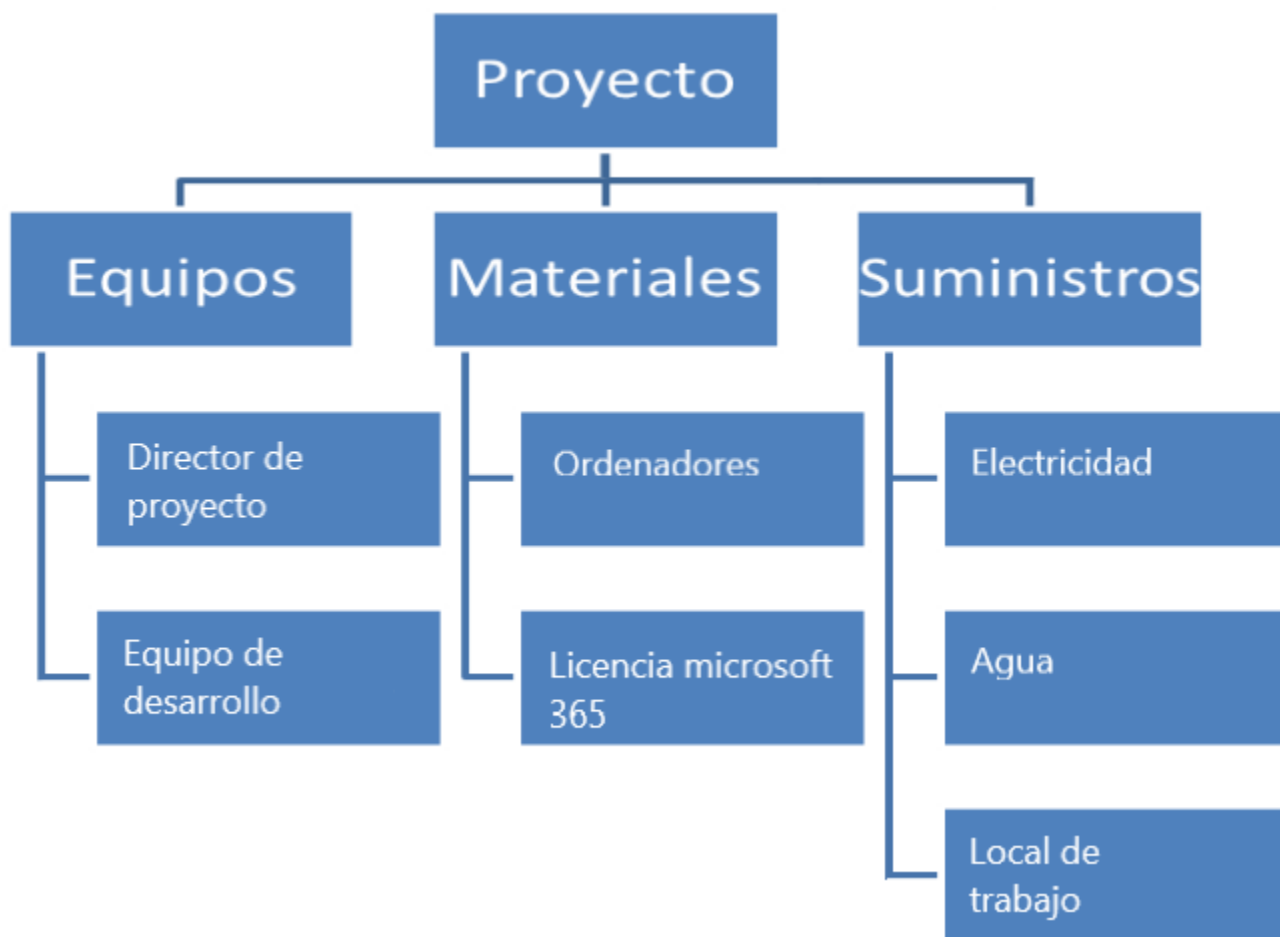 Proyecto
Equipos
Materiales
Suministros
Director de
proyecto
Ordenadores
Electricidad
Equipo de
desarrollo
Licencia microsoft
365
Agua
Local de
trabajo